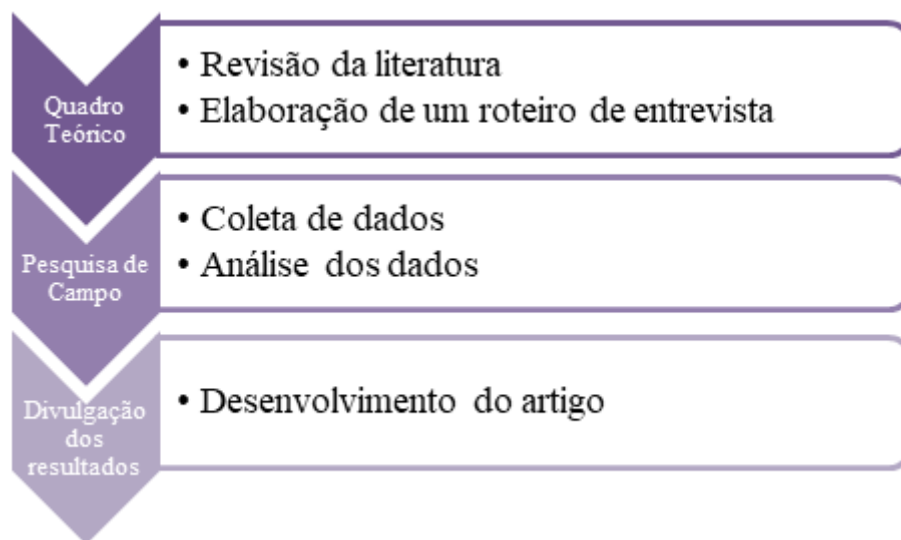 Quadro
Teórico
• Revisão da literatura
• Elaboração de um roteiro de entrevista
Pesquisa de
Campo
• Coleta de dados
• Análise dos dados
Divulgação
dos
resultados
• Desenvolvimento do artigo